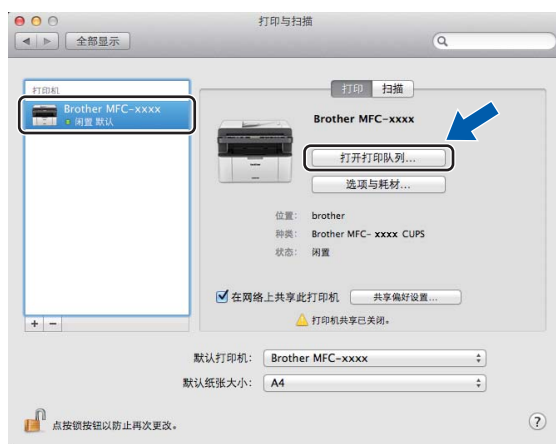 打印与扫描
全部显示
打印机
Brother MFC-xxxx
闲置 默认
打印 扫描
Brother MFC-xxxx
打开打印队列...
选项与耗材...
位置： brother
种类： Brother MFC- xxxx CUPS
状态： 闲置
在网络上共享此打印机 共享偏好设置...
打印机共享已关闭。
+ −
默认打印机： Brother MFC-xxxx
默认纸张大小： A4
点按锁按钮以防止再次更改。 ?